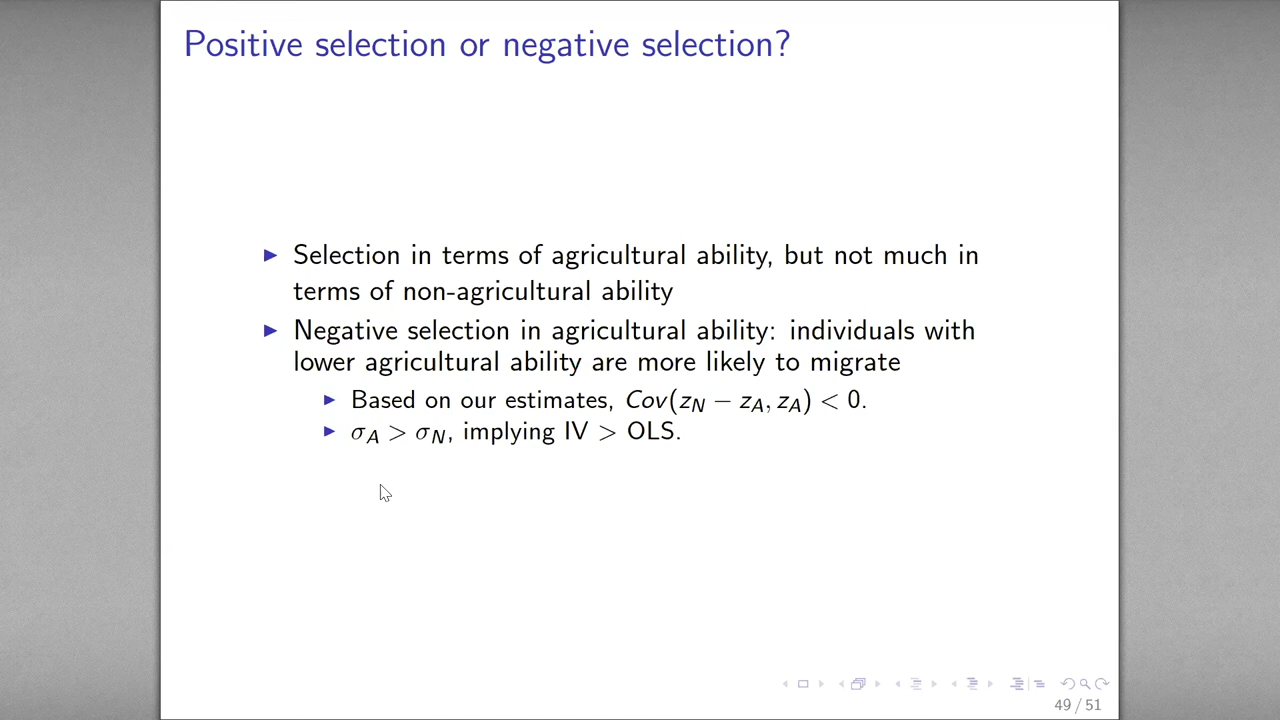 Positive selection or negative selection?
Selection in terms of agricultural ability, but not much in
terms of non-agricultural ability
Negative selection in agricultural ability: individuals with
lower agricultural ability are more likely to migrate
Based on our estimates, Cov(z_N − z_A, z_A) < 0.
σ_A > σ_N, implying IV > OLS.
49 / 51